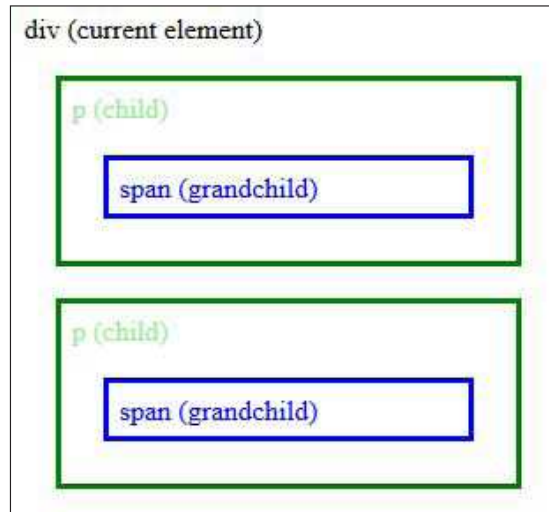 div (current element)
p (child)
span (grandchild)
p (child)
span (grandchild)